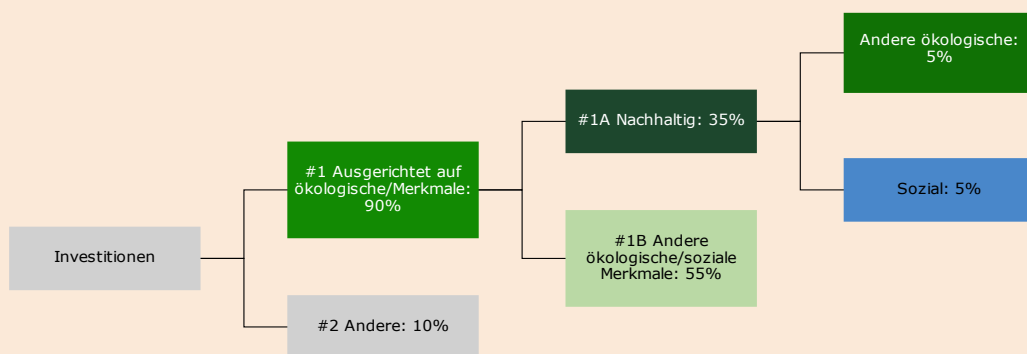 Andere ökologische:
5%
#1A Nachhaltig: 35%
#1 Ausgerichtet auf
ökologische/Merkmale:
90%
Sozial: 5%
#1B Andere
ökologische/soziale
Merkmale: 55%
Investitionen
#2 Andere: 10%